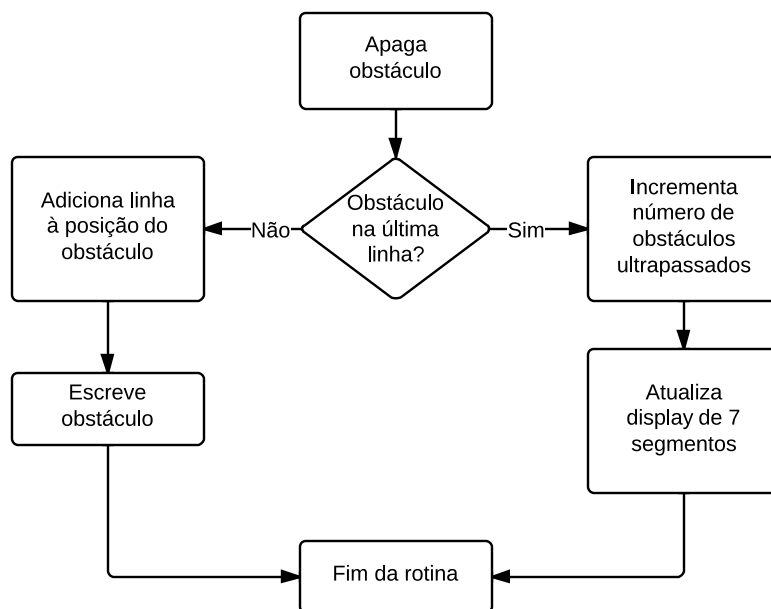 Apaga
obstáculo
Adiciona linha
à posição do
obstáculo
Não
Obstáculo
na última
linha?
Sim
Incrementa
número de
obstáculos
ultrapassados
Escreve
obstáculo
Atualiza
display de 7
segmentos
Fim da rotina